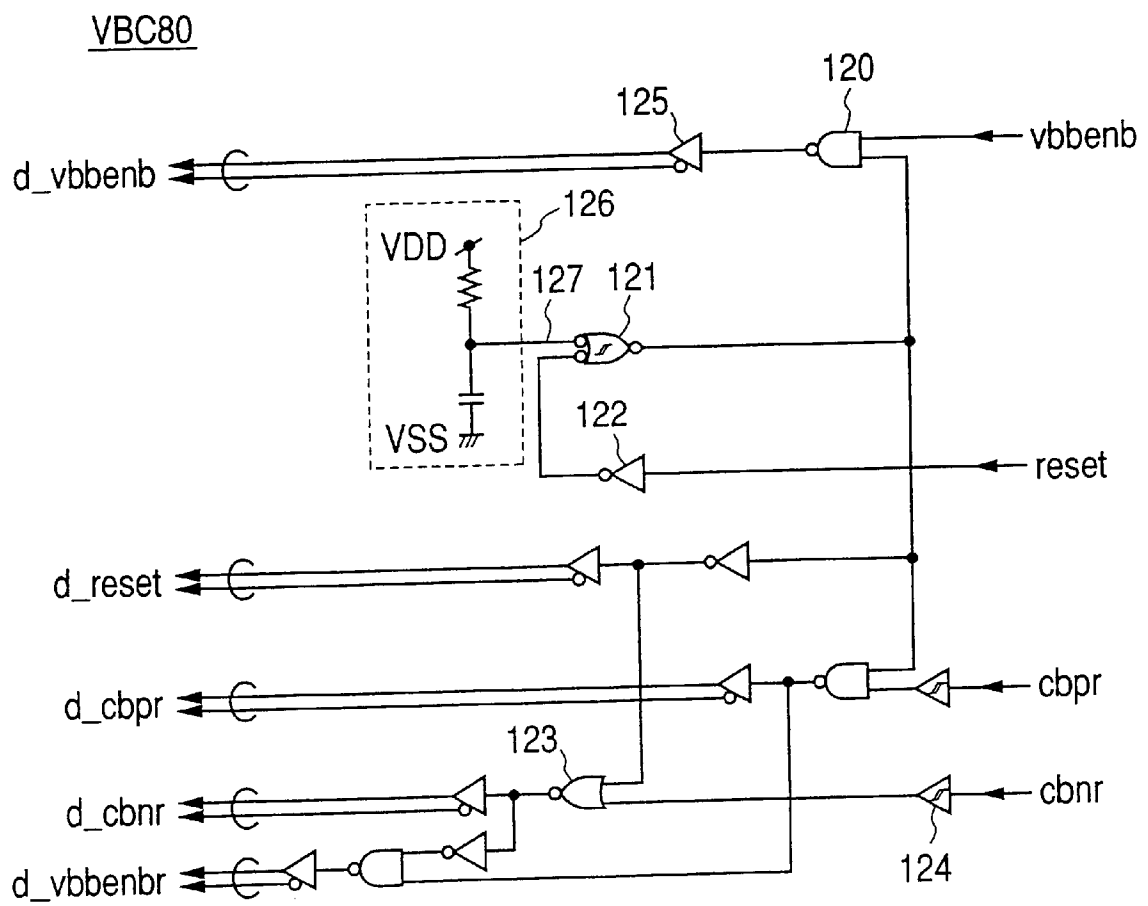 VBC80
120
125
vbbenb
d_vbbenb
126
VDD
127
121
122
VSS
reset
d_reset
cbpr
d_cbpr
123
cbnr
d_cbnr
124
d_vbbenbr